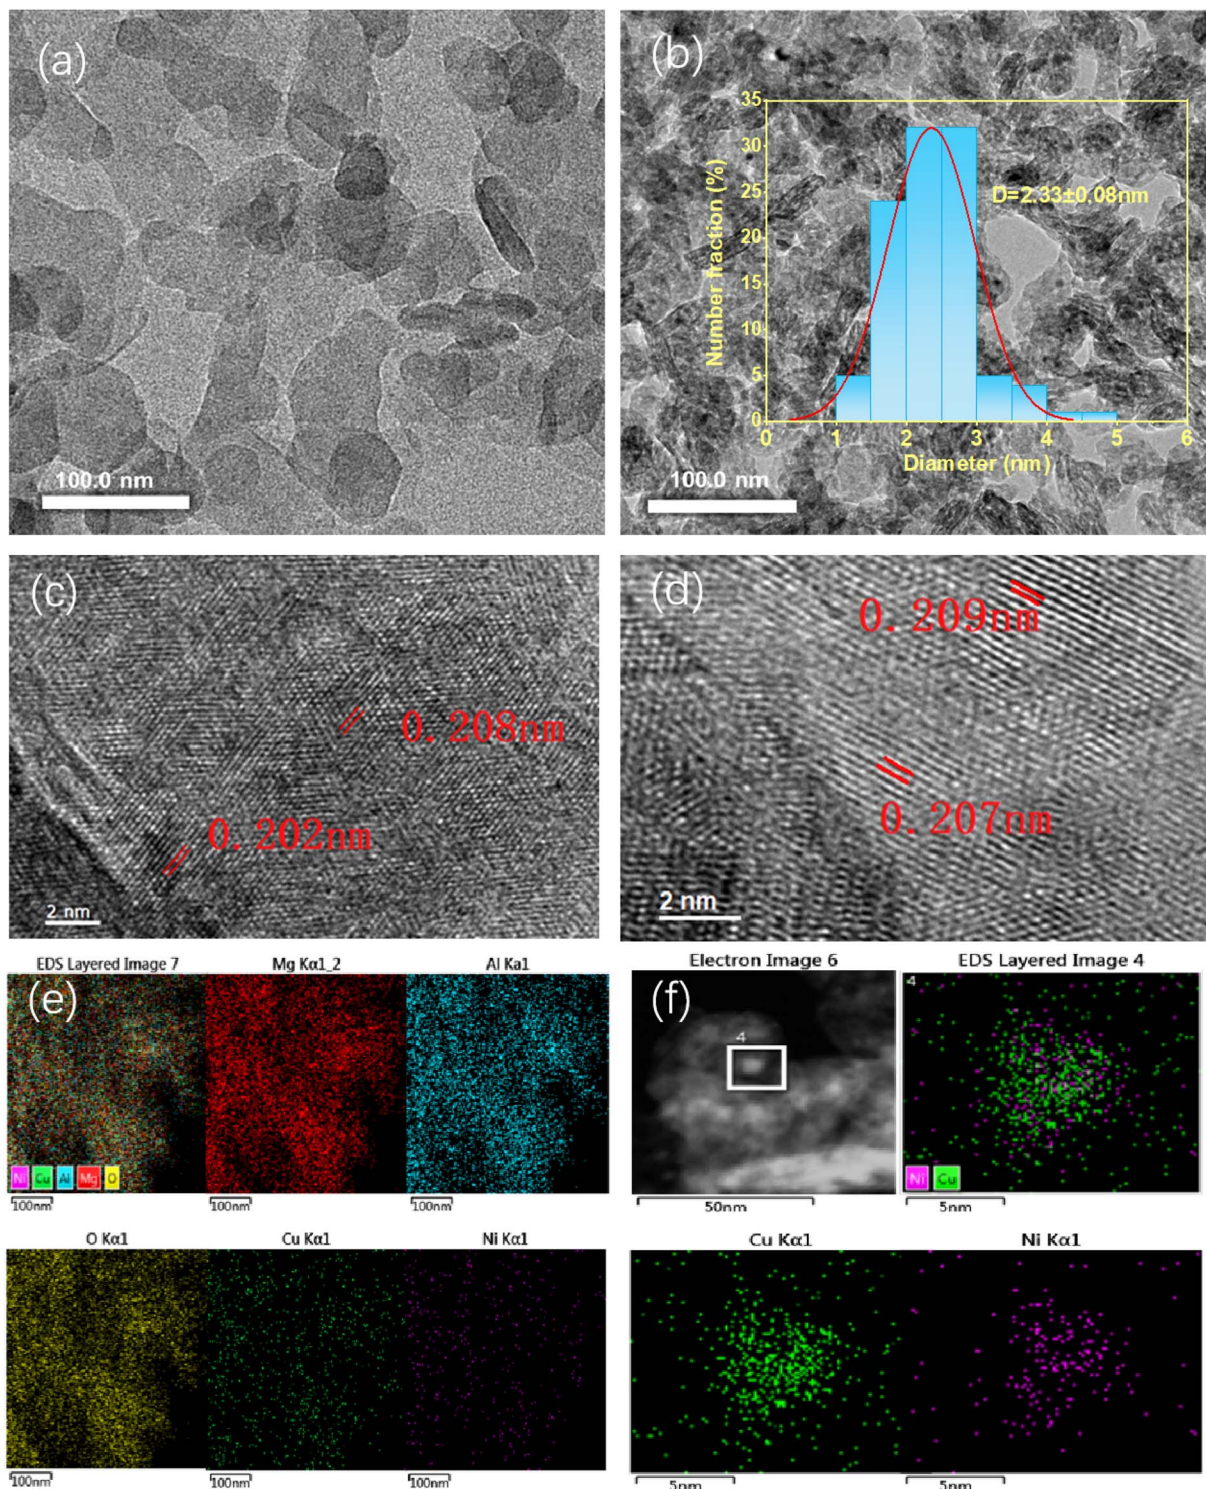 (a)
100.0 nm
(b)
35
30
25
20
15
10
5
0
Number fraction (%)
D=2.33±0.08nm
0 1 2 3 4 5 6
Diameter (nm)
100.0 nm
(c)
0.208nm
0.202nm
2 nm
(d)
0.209nm
0.207nm
2 nm
(e)
EDS Layered Image 7
Ni Cu Al Mg O
100nm
Mg Kα1_2
100nm
Al Ka1
100nm
O Kα1
100nm
Cu Kα1
100nm
Ni Kα1
100nm
(f)
Electron Image 6
4
50nm
EDS Layered Image 4
4
Ni Cu
5nm
Cu Kα1
5nm
Ni Kα1
5nm